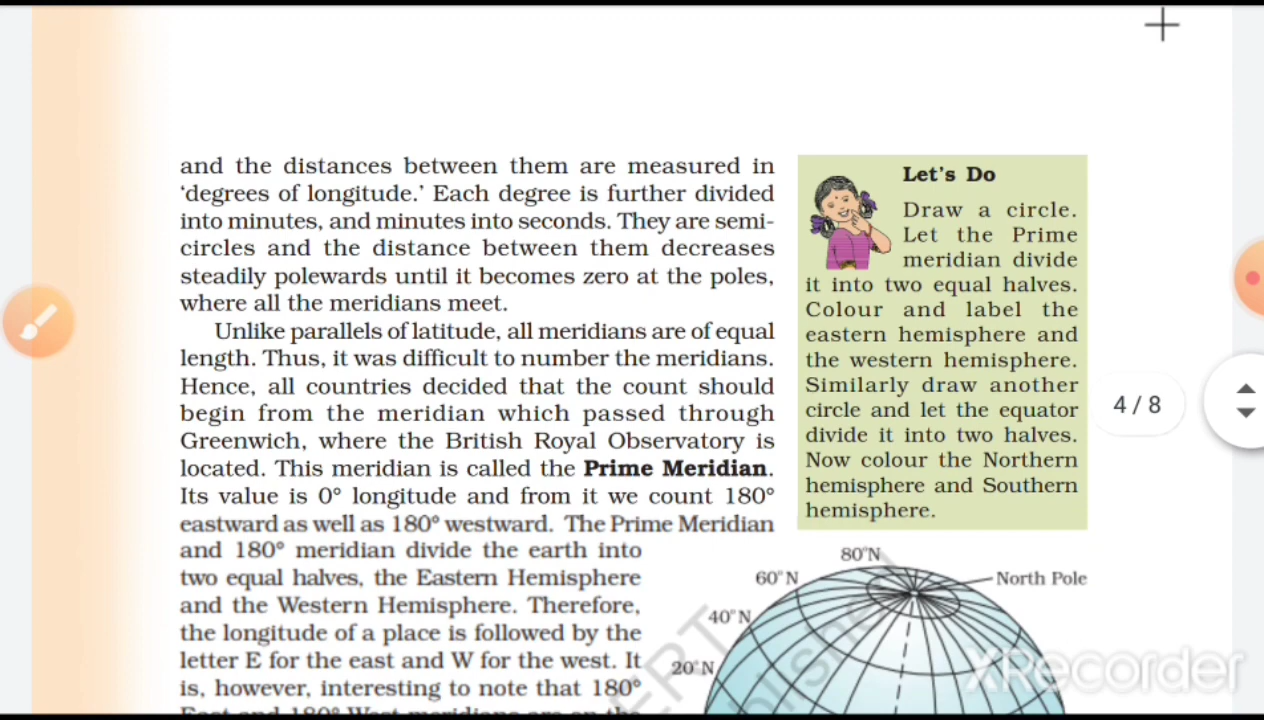 and the distances between them are measured in
‘degrees of longitude.’ Each degree is further divided
into minutes, and minutes into seconds. They are semi-
circles and the distance between them decreases
steadily polewards until it becomes zero at the poles,
where all the meridians meet.
Unlike parallels of latitude, all meridians are of equal
length. Thus, it was difficult to number the meridians.
Hence, all countries decided that the count should
begin from the meridian which passed through
Greenwich, where the British Royal Observatory is
located. This meridian is called the Prime Meridian.
Its value is 0° longitude and from it we count 180°
eastward as well as 180° westward. The Prime Meridian
and 180° meridian divide the earth into
two equal halves, the Eastern Hemisphere
and the Western Hemisphere. Therefore,
the longitude of a place is followed by the
letter E for the east and W for the west. It
is, however, interesting to note that 180°
East and 180° West meridians are on the
Let’s Do
Draw a circle.
Let the Prime
meridian divide
it into two equal halves.
Colour and label the
eastern hemisphere and
the western hemisphere.
Similarly draw another
circle and let the equator
divide it into two halves.
Now colour the Northern
hemisphere and Southern
hemisphere.
4 / 8
80°N
60°N
North Pole
40°N
20°N
XRecorder